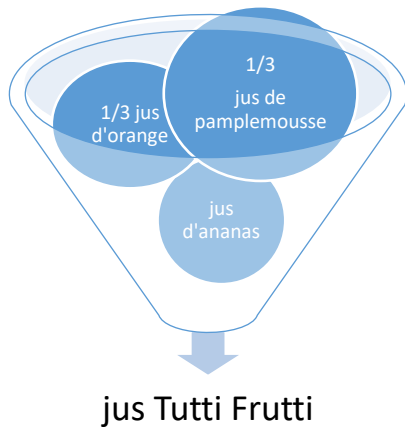 1/3
jus de
pamplemousse
1/3 jus
d'orange
jus
d'ananas
jus Tutti Frutti